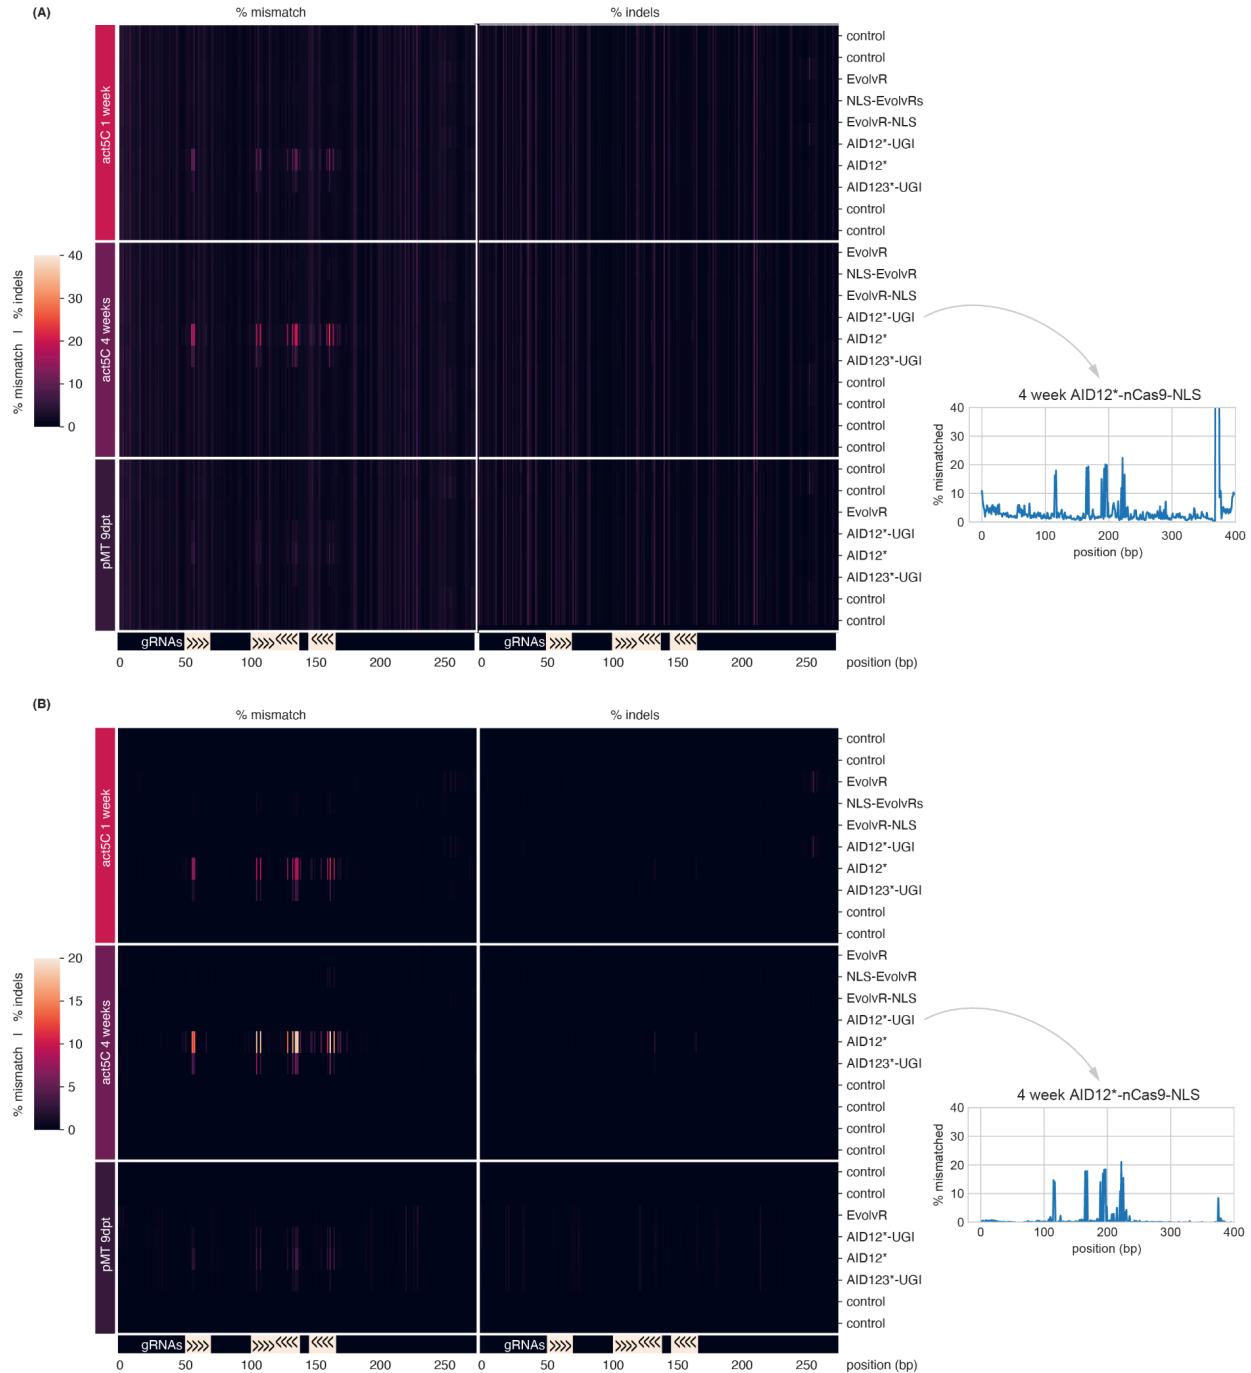 (A)
% mismatch
% indels
act5C 1 week
control
control
EvolvR
NLS-EvolvRs
EvolvR-NLS
AID12*-UGI
AID12*
AID123*-UGI
control
control
act5C 4 weeks
EvolvR
NLS-EvolvR
EvolvR-NLS
AID12*-UGI
AID12*
AID123*-UGI
control
control
control
control
pMT 9dpt
control
control
EvolvR
AID12*-UGI
AID12*
AID123*-UGI
control
control
% mismatch | % indels
40
30
20
10
0
gRNAs >>>> >>>> <<<< <<<<
gRNAs >>>> >>>> <<<< <<<<
0 50 100 150 200 250
0 50 100 150 200 250
position (bp)
4 week AID12*-nCas9-NLS
% mismatched
40
30
20
10
0
0 100 200 300 400
position (bp)
(B)
% mismatch
% indels
act5C 1 week
control
control
EvolvR
NLS-EvolvRs
EvolvR-NLS
AID12*-UGI
AID12*
AID123*-UGI
control
control
act5C 4 weeks
EvolvR
NLS-EvolvR
EvolvR-NLS
AID12*-UGI
AID12*
AID123*-UGI
control
control
control
control
pMT 9dpt
control
control
EvolvR
AID12*-UGI
AID12*
AID123*-UGI
control
control
% mismatch | % indels
20
15
10
5
0
gRNAs >>>> >>>> <<<< <<<<
gRNAs >>>> >>>> <<<< <<<<
0 50 100 150 200 250
0 50 100 150 200 250
position (bp)
4 week AID12*-nCas9-NLS
% mismatched
40
30
20
10
0
0 100 200 300 400
position (bp)